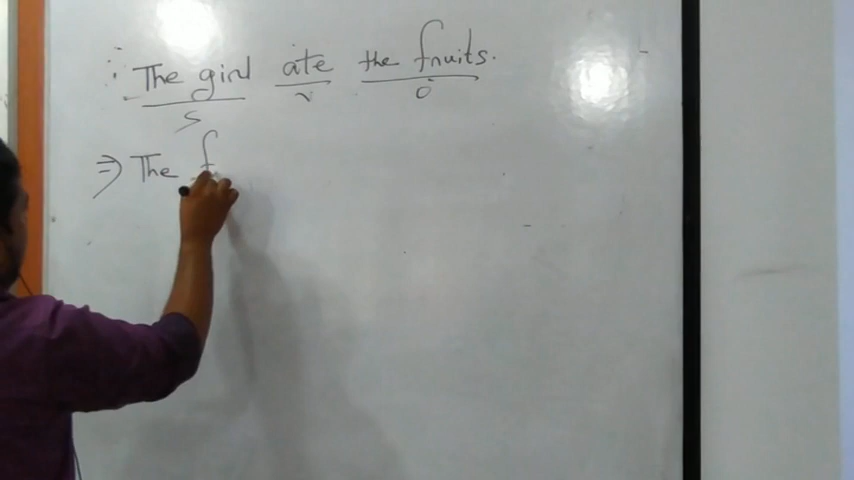 ∴ The girl ate the fruits.
S V O
⇒ The f